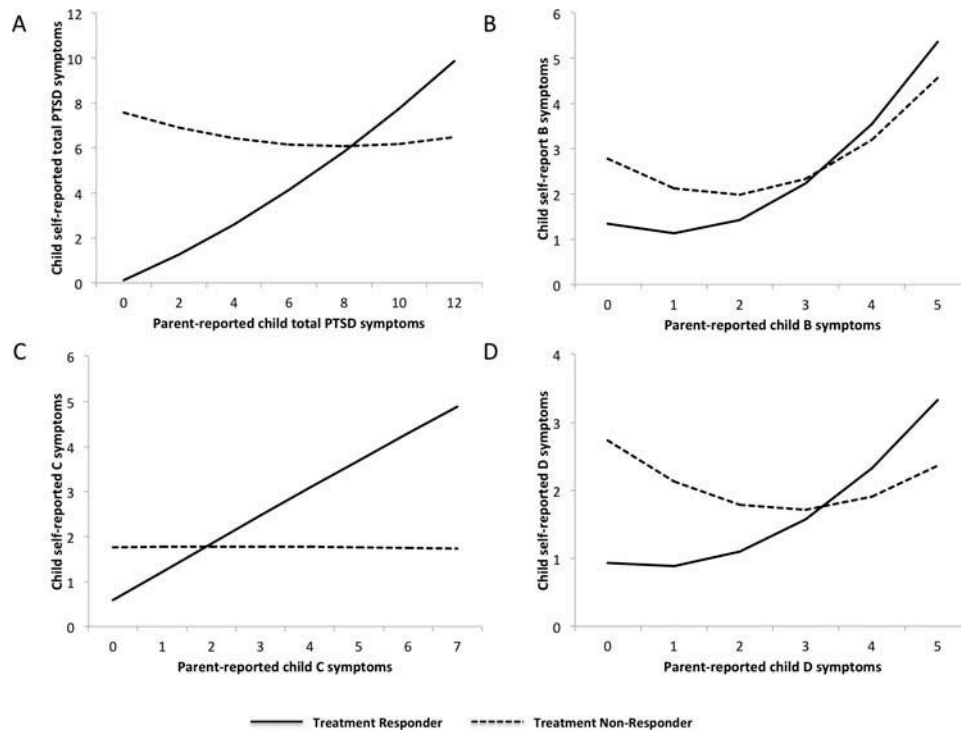 A
Child self-reported total PTSD symptoms
12
10
8
6
4
2
0
0 2 4 6 8 10 12
Parent-reported child total PTSD symptoms
B
Child self-report B symptoms
6
5
4
3
2
1
0
0 1 2 3 4 5
Parent-reported child B symptoms
C
Child self-reported C symptoms
6
5
4
3
2
1
0
0 1 2 3 4 5 6 7
Parent-reported child C symptoms
D
Child self-reported D symptoms
4
3
2
1
0
0 1 2 3 4 5
Parent-reported child D symptoms
Treatment Responder
Treatment Non-Responder